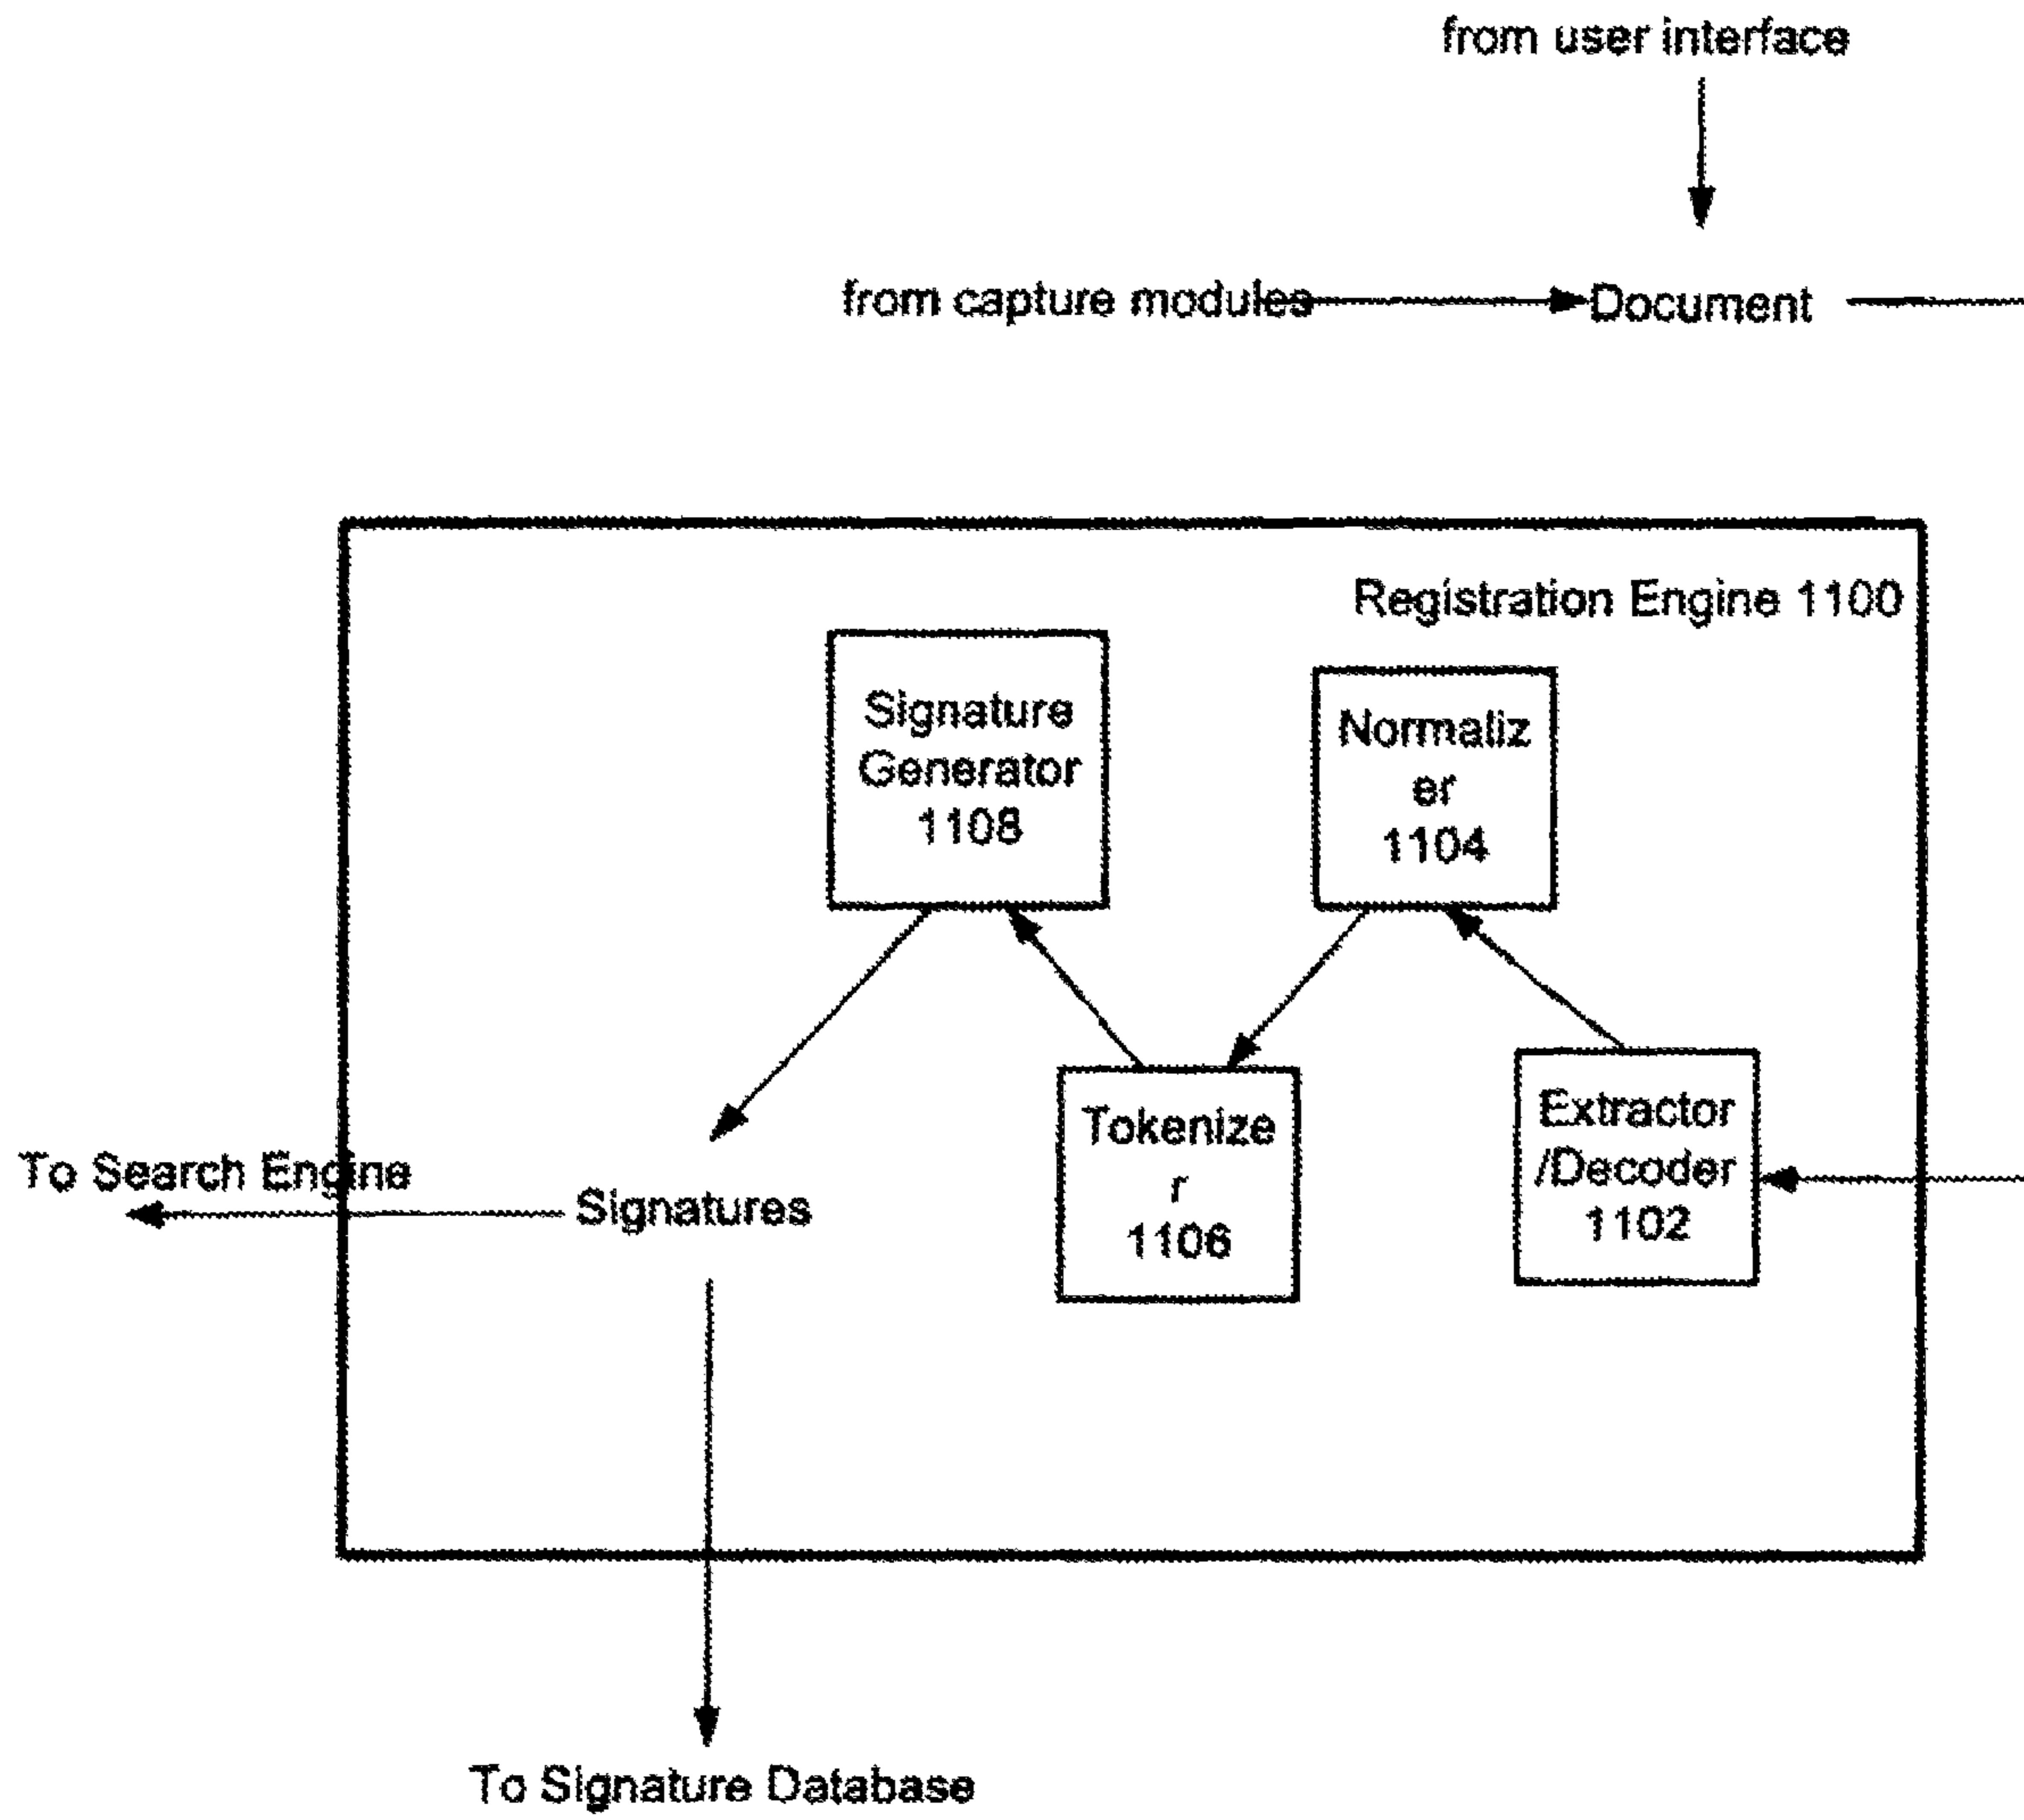 from user interface
from capture modules
Document
Registration Engine 1100
Signature
Generator
1108
Normaliz
er
1104
Tokenize
r
1106
Extractor
/Decoder
1102
To Search Engine
Signatures
To Signature Database